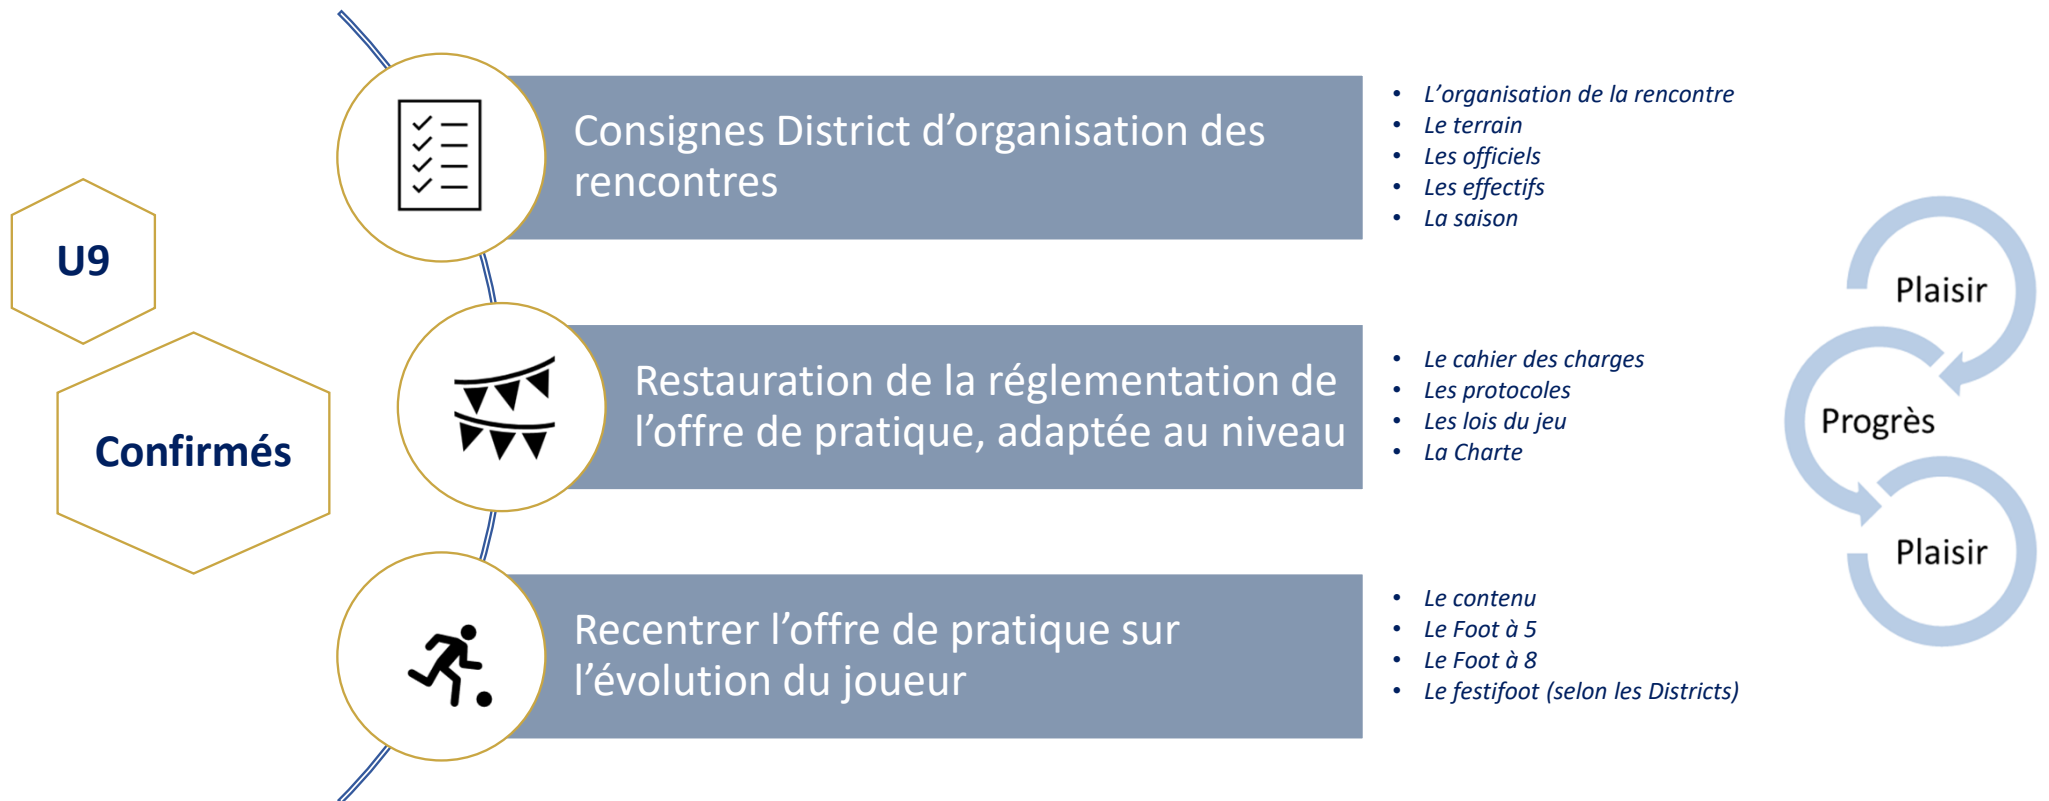 U9
Confirmés
Consignes District d’organisation des
rencontres
• L’organisation de la rencontre
• Le terrain
• Les officiels
• Les effectifs
• La saison
Restauration de la réglementation de
l’offre de pratique, adaptée au niveau
• Le cahier des charges
• Les protocoles
• Les lois du jeu
• La Charte
Recentrer l’offre de pratique sur
l’évolution du joueur
• Le contenu
• Le Foot à 5
• Le Foot à 8
• Le festifoot (selon les Districts)
Plaisir
Progrès
Plaisir